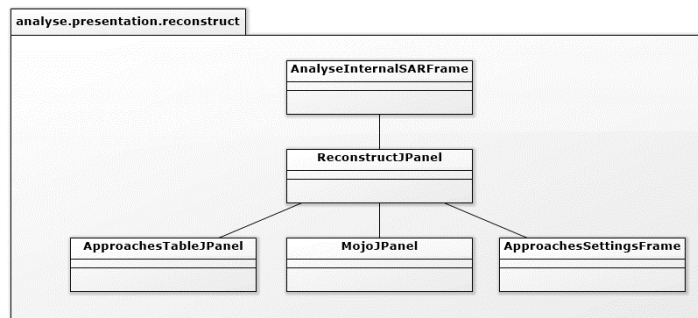 analyse.presentation.reconstruct
AnalyseInternalSARFrame
ReconstructJPanel
ApproachesTableJPanel
MojoJPanel
ApproachesSettingsFrame